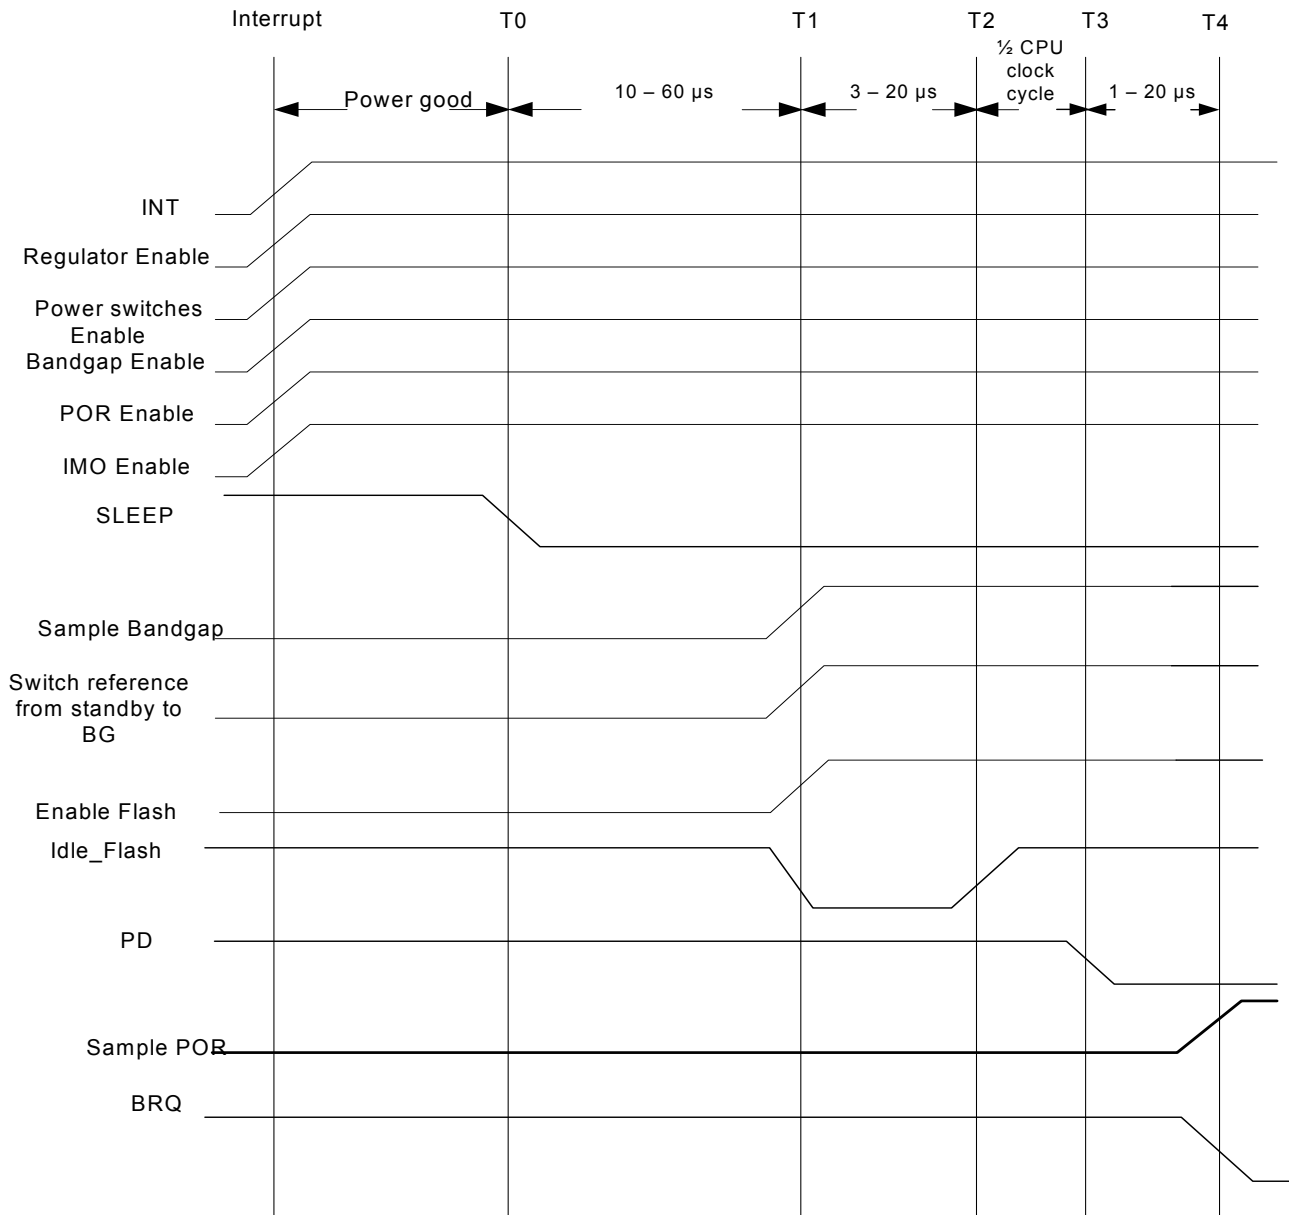 Interrupt T0 T1 T2 T3 T4
½ CPU
clock
cycle
Power good 10 – 60 µs 3 – 20 µs 1 – 20 µs
INT
Regulator Enable
Power switches
Enable
Bandgap Enable
POR Enable
IMO Enable
SLEEP
Sample Bandgap
Switch reference
from standby to
BG
Enable Flash
Idle_Flash
PD
Sample POR
BRQ